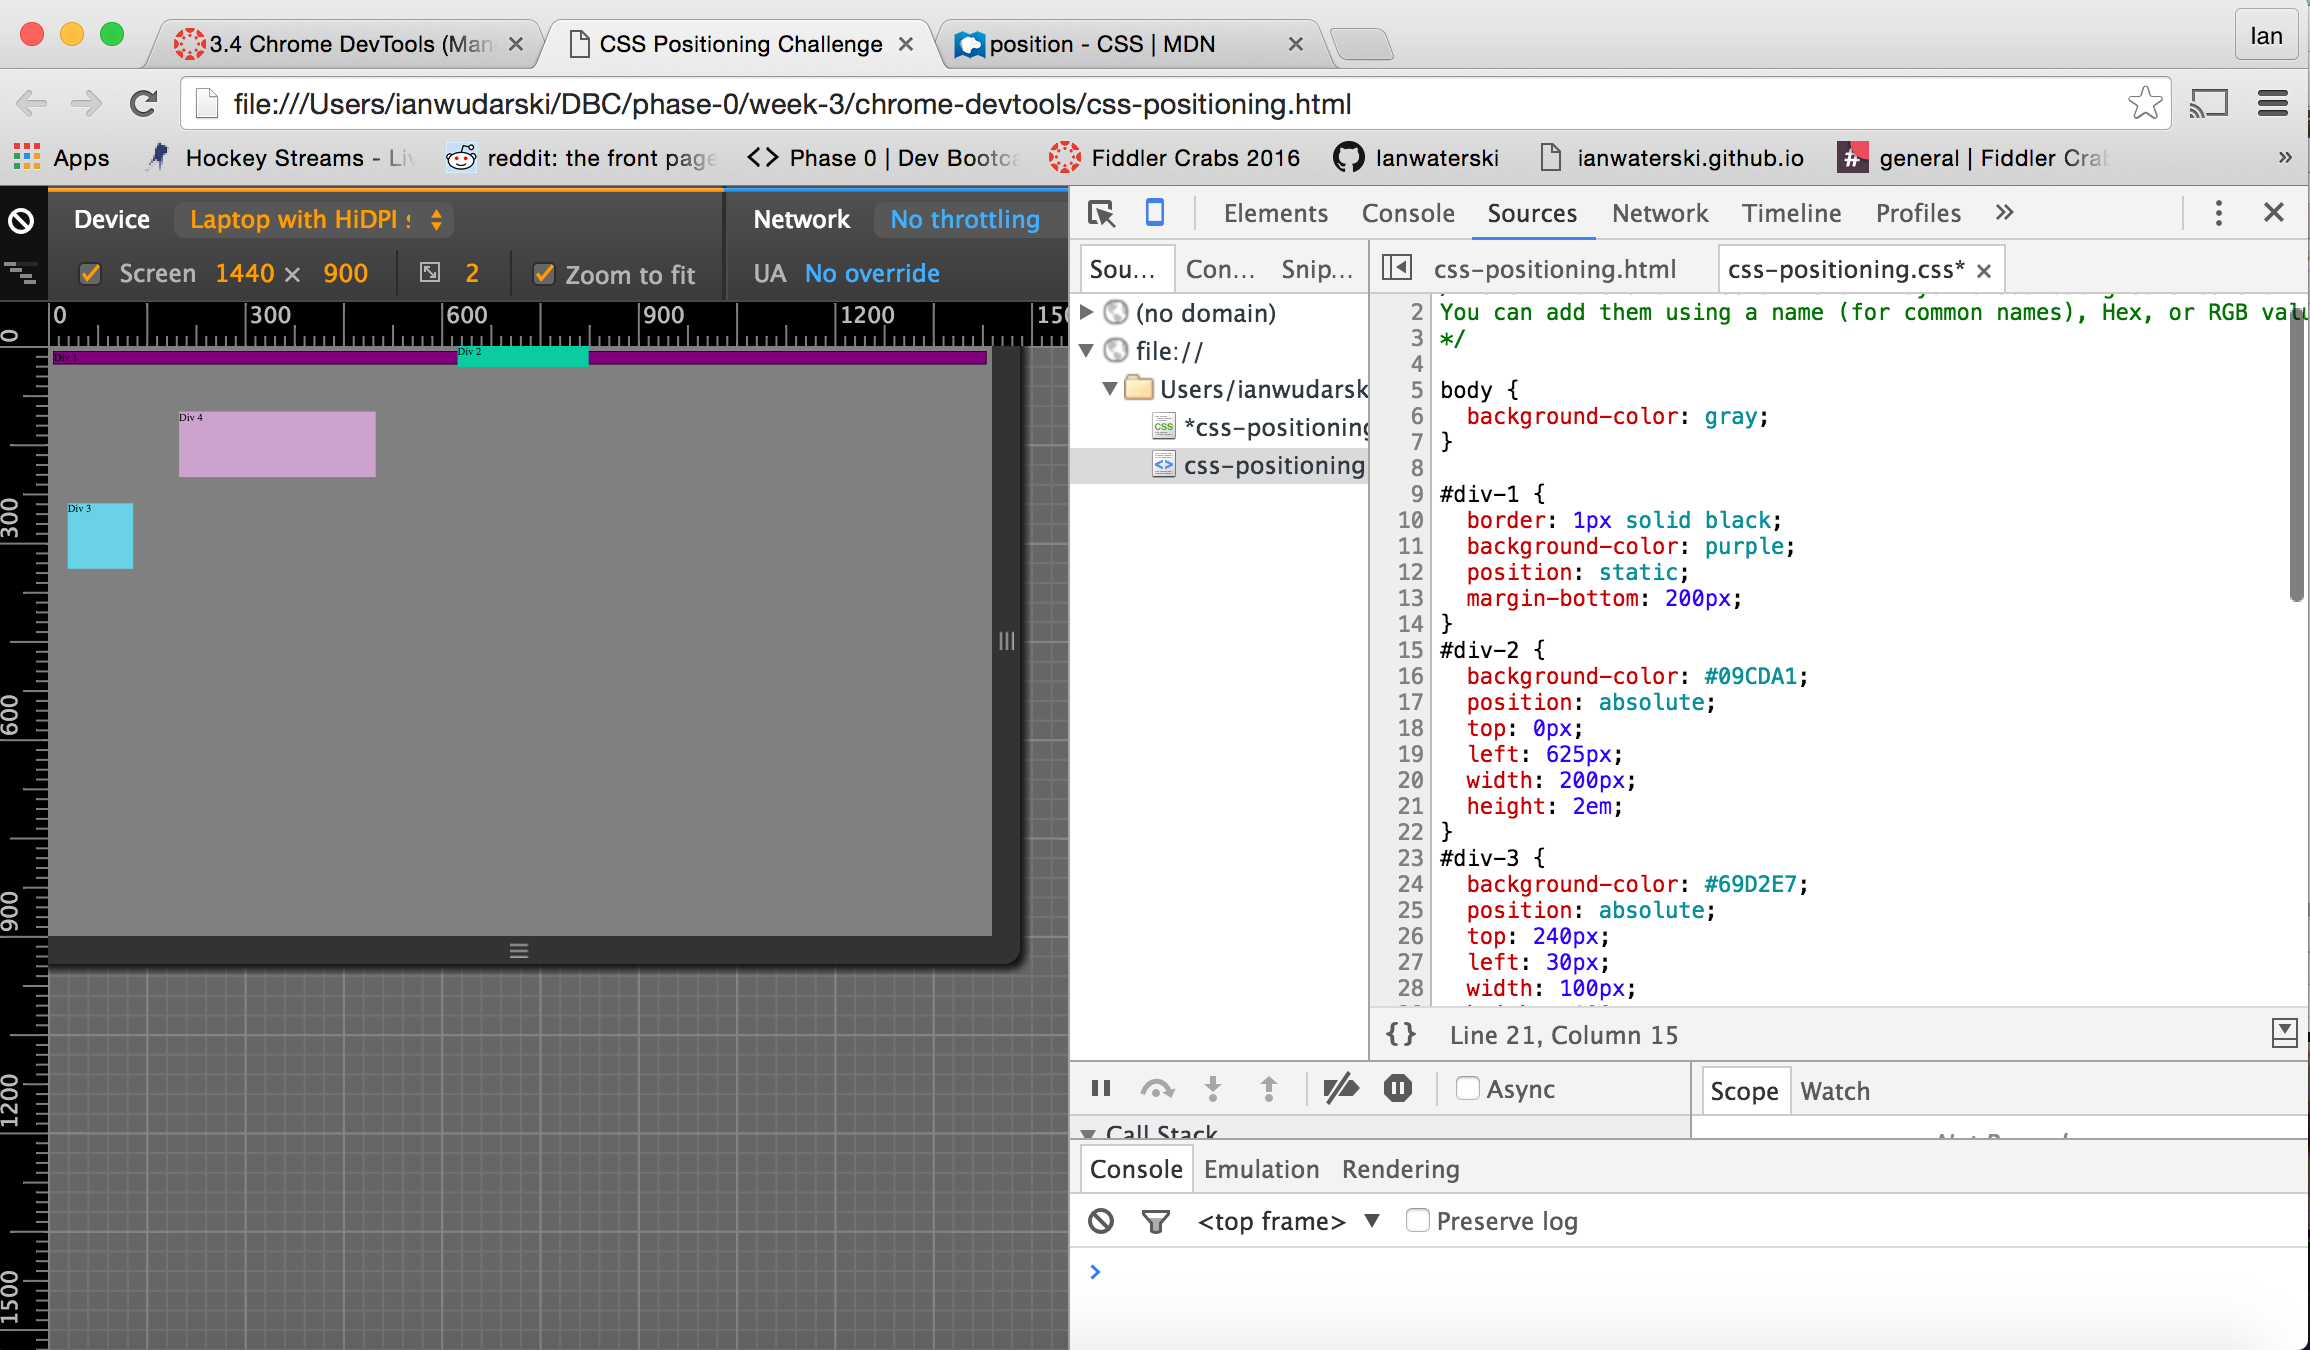 3.4 Chrome DevTools (Man
CSS Positioning Challenge
position - CSS | MDN
Ian
file:///Users/ianwudarski/DBC/phase-0/week-3/chrome-devtools/css-positioning.html
Apps
Hockey Streams - Liv
reddit: the front page
<> Phase 0 | Dev Bootca
Fiddler Crabs 2016
Ianwaterski
ianwaterski.github.io
# general | Fiddler Crab
»
Device Laptop with HiDPI s
Network No throttling
Screen 1440 × 900 2 Zoom to fit
UA No override
0 300 600 900 1200 150
0
300
600
900
1200
1500
Div 1
Div 2
Div 4
Div 3
Elements Console Sources Network Timeline Profiles »
Sou... Con... Snip...
css-positioning.html css-positioning.css* ×
(no domain)
file://
Users/ianwudarsk
*css-positioning
css-positioning
2 You can add them using a name (for common names), Hex, or RGB valu
3 */
4
5 body {
6 background-color: gray;
7 }
8
9 #div-1 {
10 border: 1px solid black;
11 background-color: purple;
12 position: static;
13 margin-bottom: 200px;
14 }
15 #div-2 {
16 background-color: #09CDA1;
17 position: absolute;
18 top: 0px;
19 left: 625px;
20 width: 200px;
21 height: 2em;
22 }
23 #div-3 {
24 background-color: #69D2E7;
25 position: absolute;
26 top: 240px;
27 left: 30px;
28 width: 100px;
{} Line 21, Column 15
Async
Scope Watch
Call Stack
Console Emulation Rendering
<top frame> ▼ Preserve log
>